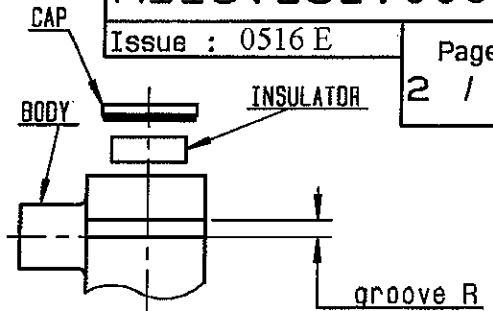 CAP
Issue : 0516 E
Page
2 /
BODY
INSULATOR
groove R